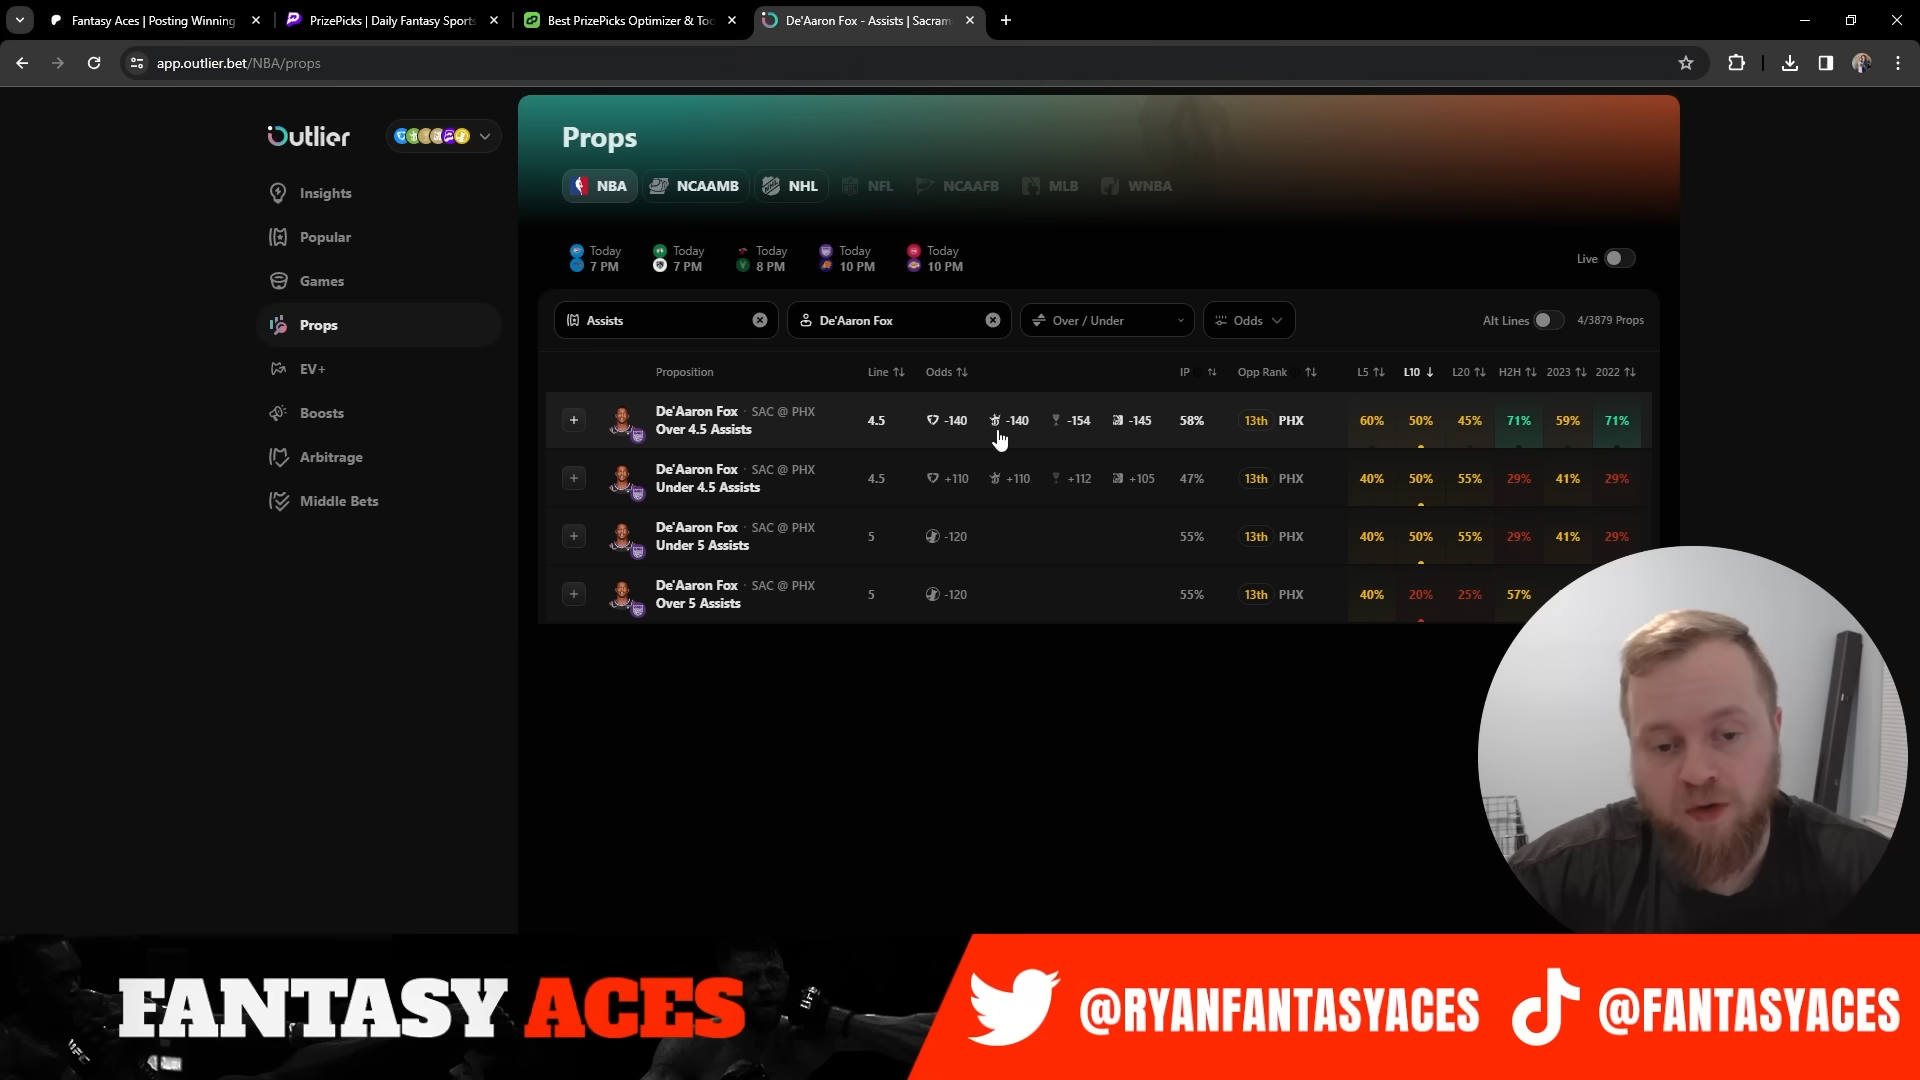 Fantasy Aces | Posting Winning
PrizePicks | Daily Fantasy Sports
Best PrizePicks Optimizer & Too
De'Aaron Fox - Assists | Sacram
app.outlier.bet/NBA/props
Outlier
Insights
Popular
Games
Props
EV+
Boosts
Arbitrage
Middle Bets
Props
NBA NCAAMB NHL NFL NCAAFB MLB WNBA
Today Today Today Today Today
7 PM 7 PM 8 PM 10 PM 10 PM
Live
Assists De'Aaron Fox Over / Under Odds Alt Lines 4/3879 Props
Proposition Line Odds IP Opp Rank L5 L10 L20 H2H 2023 2022
De'Aaron Fox · SAC @ PHX
Over 4.5 Assists 4.5 -140 -140 -154 -145 58% 13th PHX 60% 50% 45% 71% 59% 71%
De'Aaron Fox · SAC @ PHX
Under 4.5 Assists 4.5 +110 +110 +112 +105 47% 13th PHX 40% 50% 55% 29% 41% 29%
De'Aaron Fox · SAC @ PHX
Under 5 Assists 5 -120 55% 13th PHX 40% 50% 55% 29% 41% 29%
De'Aaron Fox · SAC @ PHX
Over 5 Assists 5 -120 55% 13th PHX 40% 20% 25% 57%
FANTASY ACES
@RYANFANTASYACES
@FANTASYACES
UFC